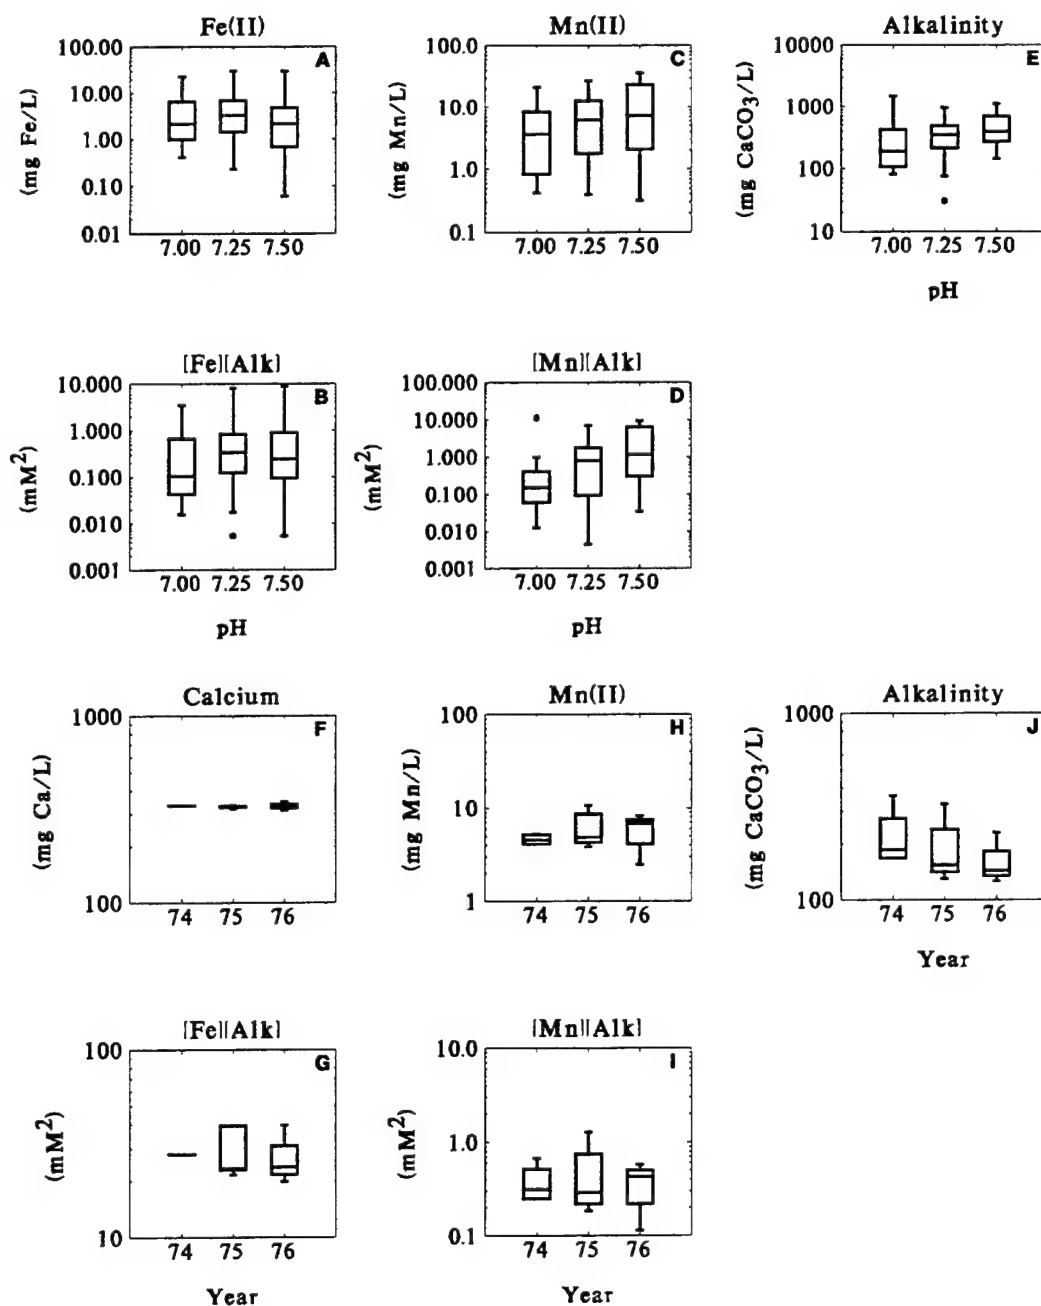 Fe(II)
Mn(II)
Alkalinity
100.00
10.00
1.00
0.10
0.01
(mg Fe/L)
A
7.00 7.25 7.50
100.0
10.0
1.0
0.1
(mg Mn/L)
C
7.00 7.25 7.50
10000
1000
100
10
(mg CaCO3/L)
E
7.00 7.25 7.50
pH
[Fe][Alk]
[Mn][Alk]
10.000
1.000
0.100
0.010
0.001
(mM2)
B
7.00 7.25 7.50
pH
100.000
10.000
1.000
0.100
0.010
0.001
(mM2)
D
7.00 7.25 7.50
pH
Calcium
Mn(II)
Alkalinity
1000
100
(mg Ca/L)
F
74 75 76
100
10
1
(mg Mn/L)
H
74 75 76
1000
100
(mg CaCO3/L)
J
74 75 76
Year
[Fe][Alk]
[Mn][Alk]
100
10
(mM2)
G
74 75 76
Year
10.0
1.0
0.1
(mM2)
I
74 75 76
Year